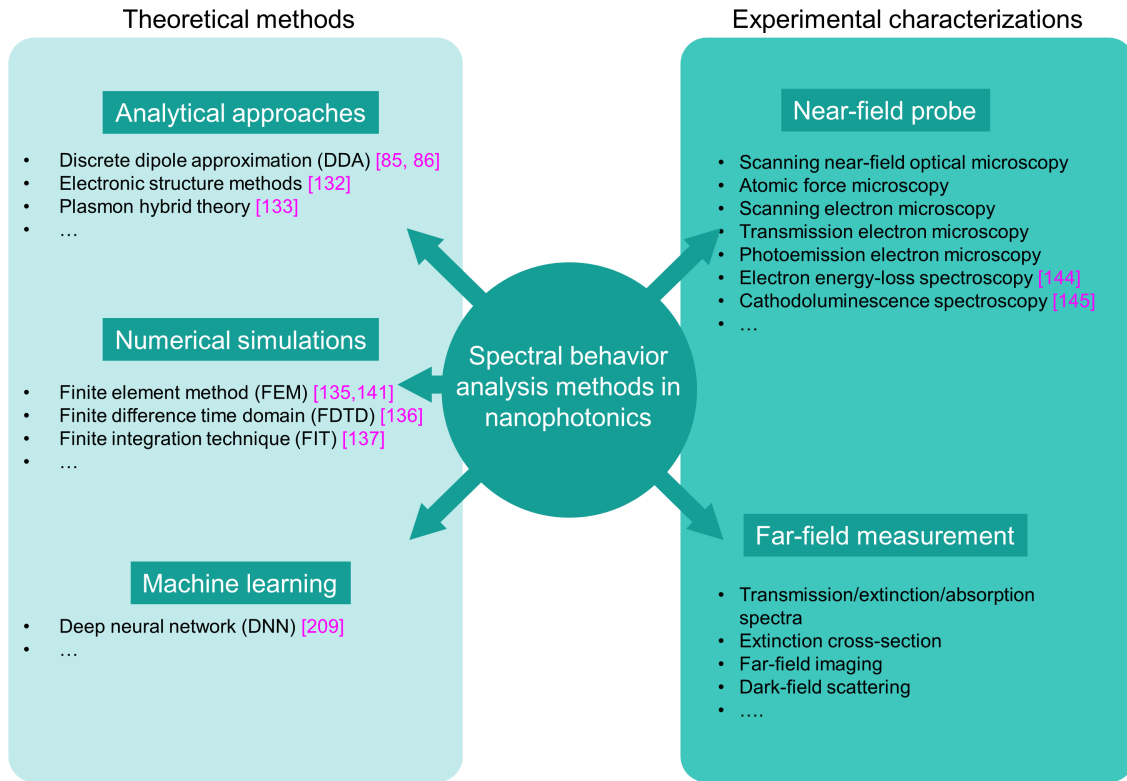 Theoretical methods
Analytical approaches
• Discrete dipole approximation (DDA) [85, 86]
• Electronic structure methods [132]
• Plasmon hybrid theory [133]
• …
Numerical simulations
• Finite element method (FEM) [135,141]
• Finite difference time domain (FDTD) [136]
• Finite integration technique (FIT) [137]
• …
Machine learning
• Deep neural network (DNN) [209]
• …
Spectral behavior
analysis methods in
nanophotonics
Experimental characterizations
Near-field probe
• Scanning near-field optical microscopy
• Atomic force microscopy
• Scanning electron microscopy
• Transmission electron microscopy
• Photoemission electron microscopy
• Electron energy-loss spectroscopy [144]
• Cathodoluminescence spectroscopy [145]
• …
Far-field measurement
• Transmission/extinction/absorption
spectra
• Extinction cross-section
• Far-field imaging
• Dark-field scattering
• ….